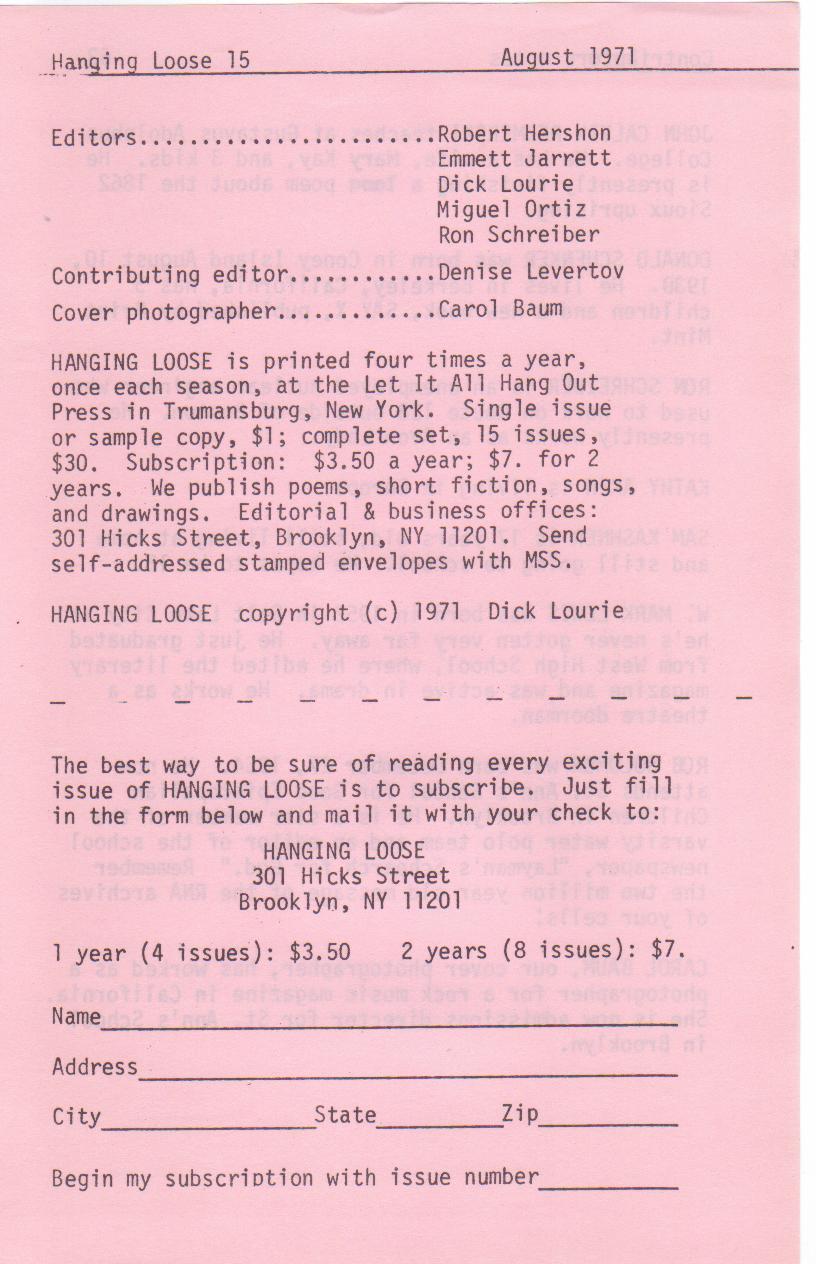 Hanging Loose 15 August 1971
Editors........................Robert Hershon
Emmett Jarrett
Dick Lourie
Miguel Ortiz
Ron Schreiber
Contributing editor............Denise Levertov
Cover photographer.............Carol Baum
HANGING LOOSE is printed four times a year,
once each season, at the Let It All Hang Out
Press in Trumansburg, New York. Single issue
or sample copy, $1; complete set, 15 issues,
$30. Subscription: $3.50 a year; $7. for 2
years. We publish poems, short fiction, songs,
and drawings. Editorial & business offices:
301 Hicks Street, Brooklyn, NY 11201. Send
self-addressed stamped envelopes with MSS.
HANGING LOOSE copyright (c) 1971 Dick Lourie
The best way to be sure of reading every exciting
issue of HANGING LOOSE is to subscribe. Just fill
in the form below and mail it with your check to:
HANGING LOOSE
301 Hicks Street
Brooklyn, NY 11201
1 year (4 issues): $3.50 2 years (8 issues): $7.
Name
Address
City State Zip
Begin my subscription with issue number